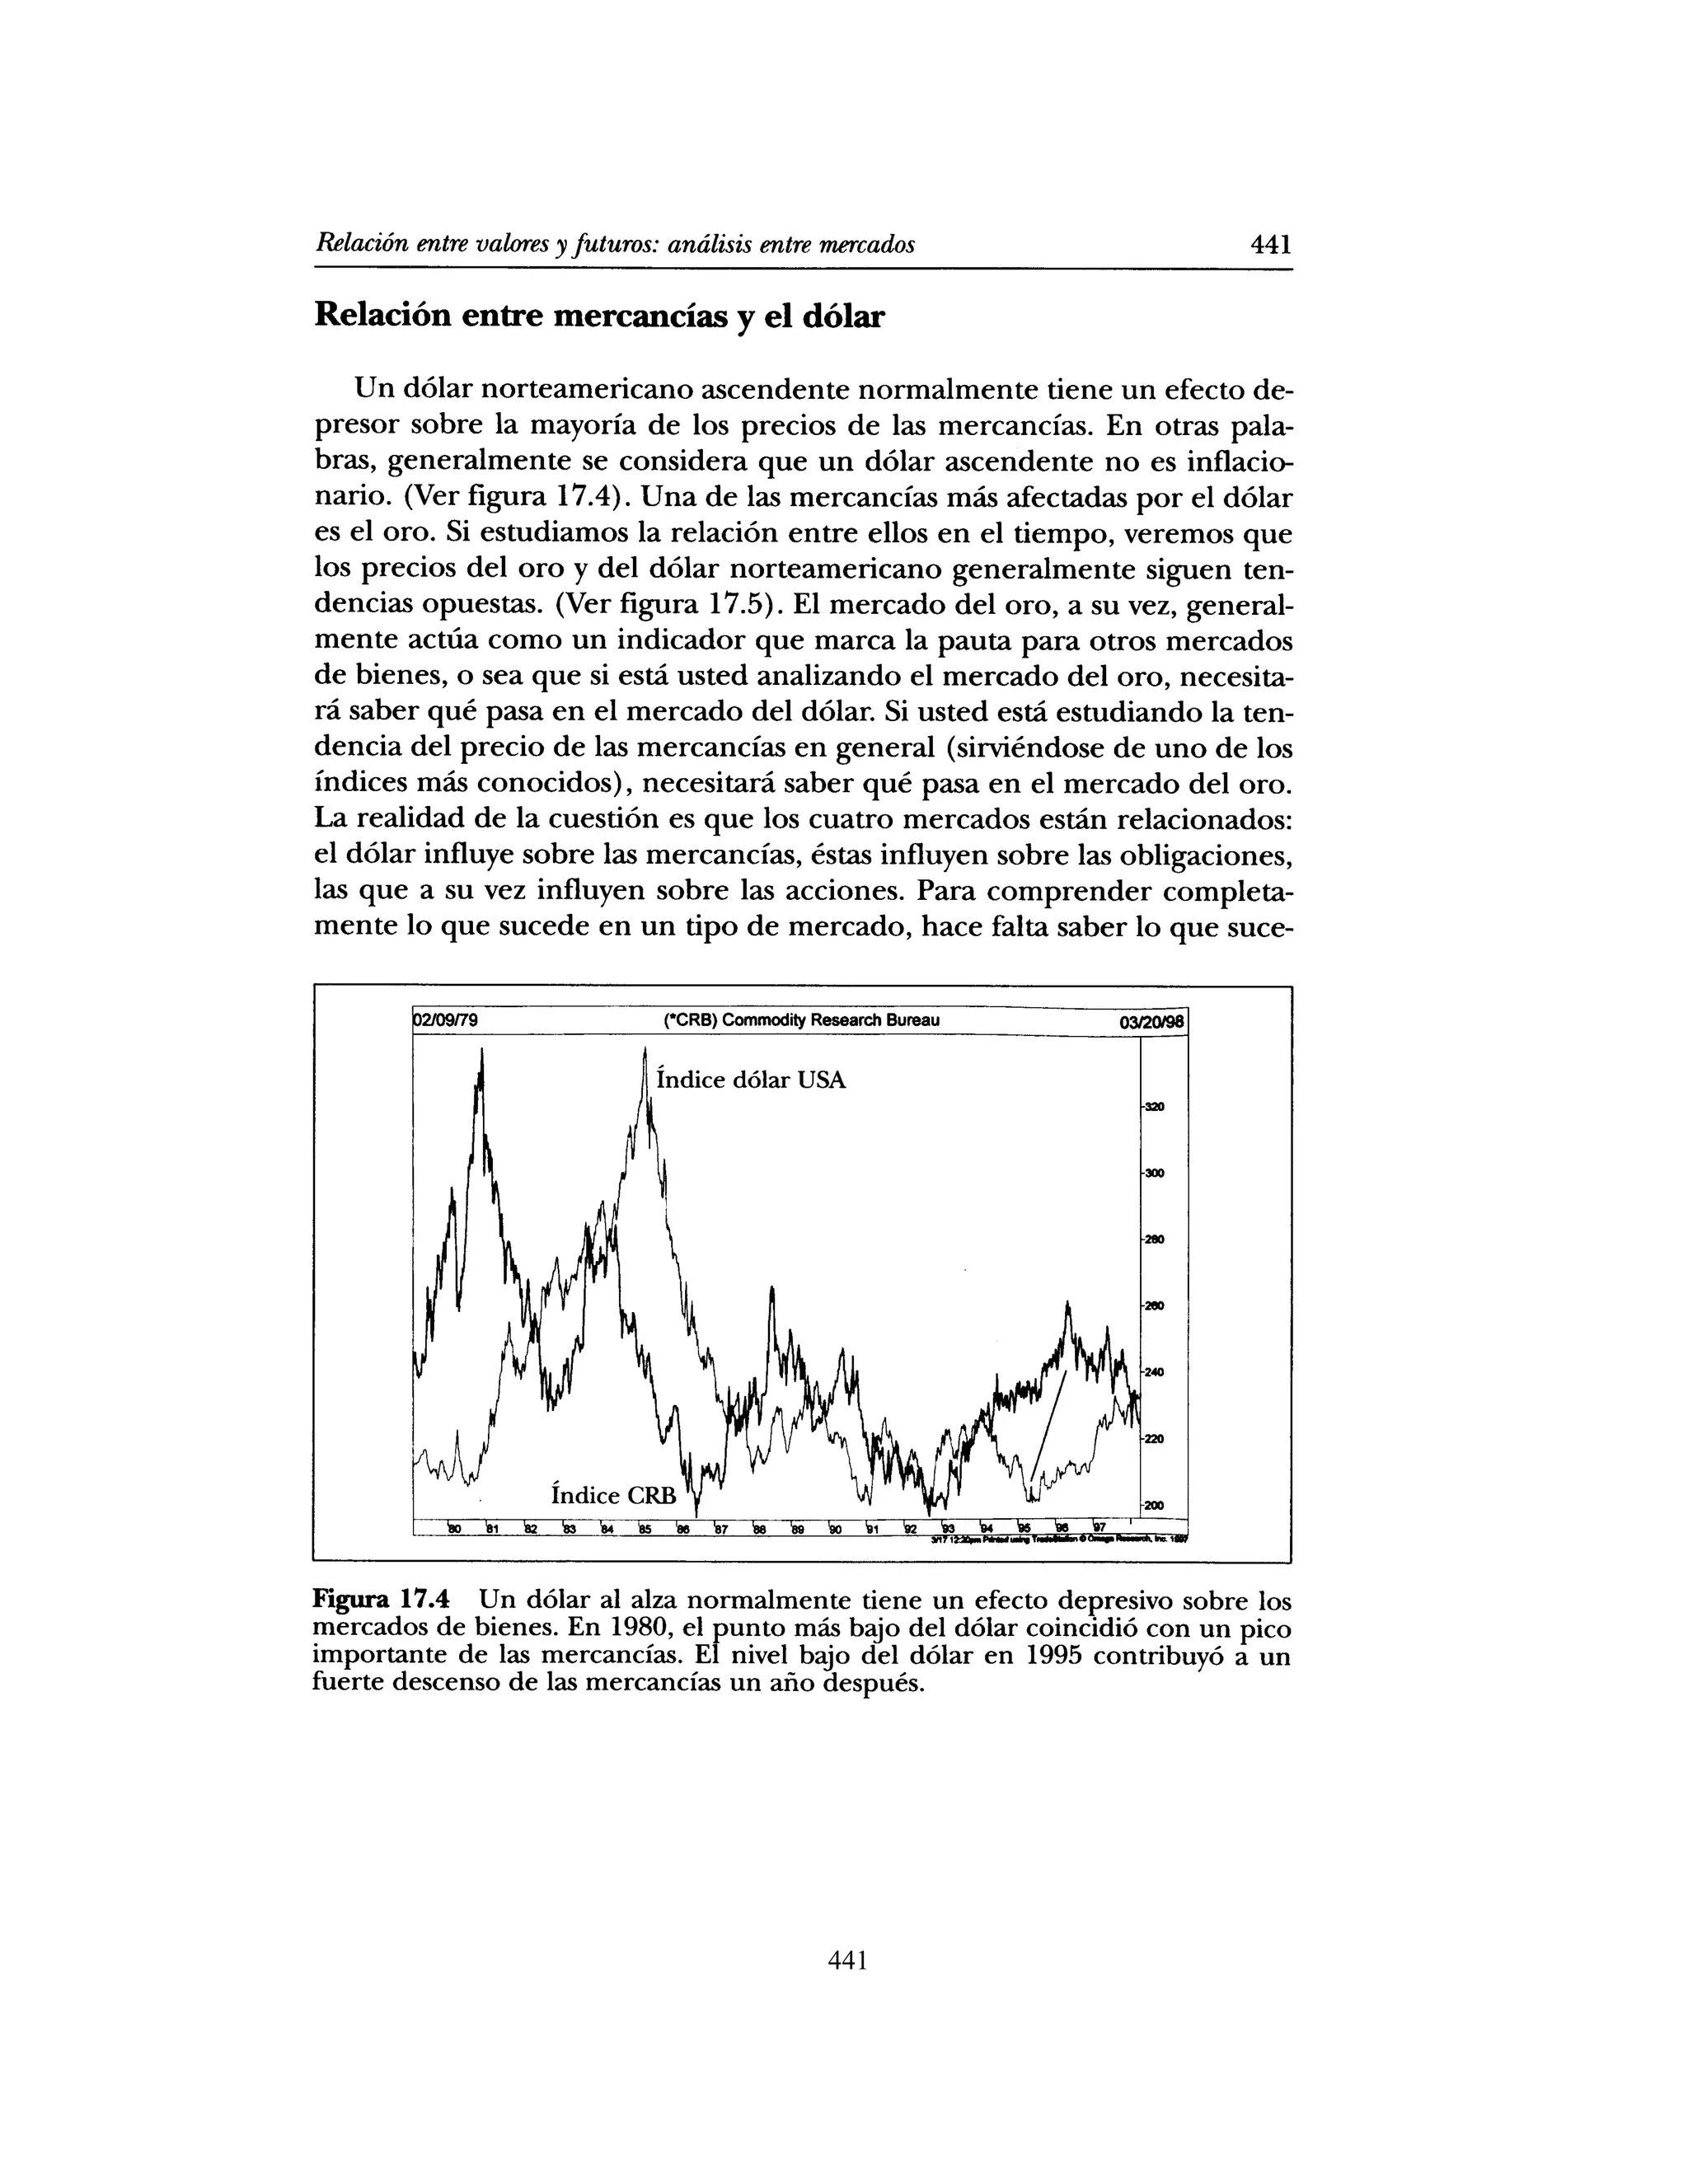 Relación entre valores y futuros: análisis entre mercados 441
Relación entre mercancías y el dólar
Un dólar norteamericano ascendente normalmente tiene un efecto de-
presor sobre la mayoría de los precios de las mercancías. En otras pala-
bras, generalmente se considera que un dólar ascendente no es inflacio-
nario. (Ver figura 17.4). Una de las mercancías más afectadas por el dólar
es el oro. Si estudiamos la relación entre ellos en el tiempo, veremos que
los precios del oro y del dólar norteamericano generalmente siguen ten-
dencias opuestas. (Ver figura 17.5). El mercado del oro, a su vez, general-
mente actúa como un indicador que marca la pauta para otros mercados
de bienes, o sea que si está usted analizando el mercado del oro, necesita-
rá saber qué pasa en el mercado del dólar. Si usted está estudiando la ten-
dencia del precio de las mercancías en general (sirviéndose de uno de los
índices más conocidos), necesitará saber qué pasa en el mercado del oro.
La realidad de la cuestión es que los cuatro mercados están relacionados:
el dólar influye sobre las mercancías, éstas influyen sobre las obligaciones,
las que a su vez influyen sobre las acciones. Para comprender completa-
mente lo que sucede en un tipo de mercado, hace falta saber lo que suce-
02/09/79 (*CRB) Commodity Research Bureau 03/20/98
Índice dólar USA
320
300
280
260
240
220
200
Índice CRB
'80 '81 '82 '83 '84 '85 '86 '87 '88 '89 '90 '91 '92 '93 '94 '95 '96 '97
3/17 12:20pm Printed using TradeStation © Omega Research, Inc. 1997
Figura 17.4 Un dólar al alza normalmente tiene un efecto depresivo sobre los
mercados de bienes. En 1980, el punto más bajo del dólar coincidió con un pico
importante de las mercancías. El nivel bajo del dólar en 1995 contribuyó a un
fuerte descenso de las mercancías un año después.
441